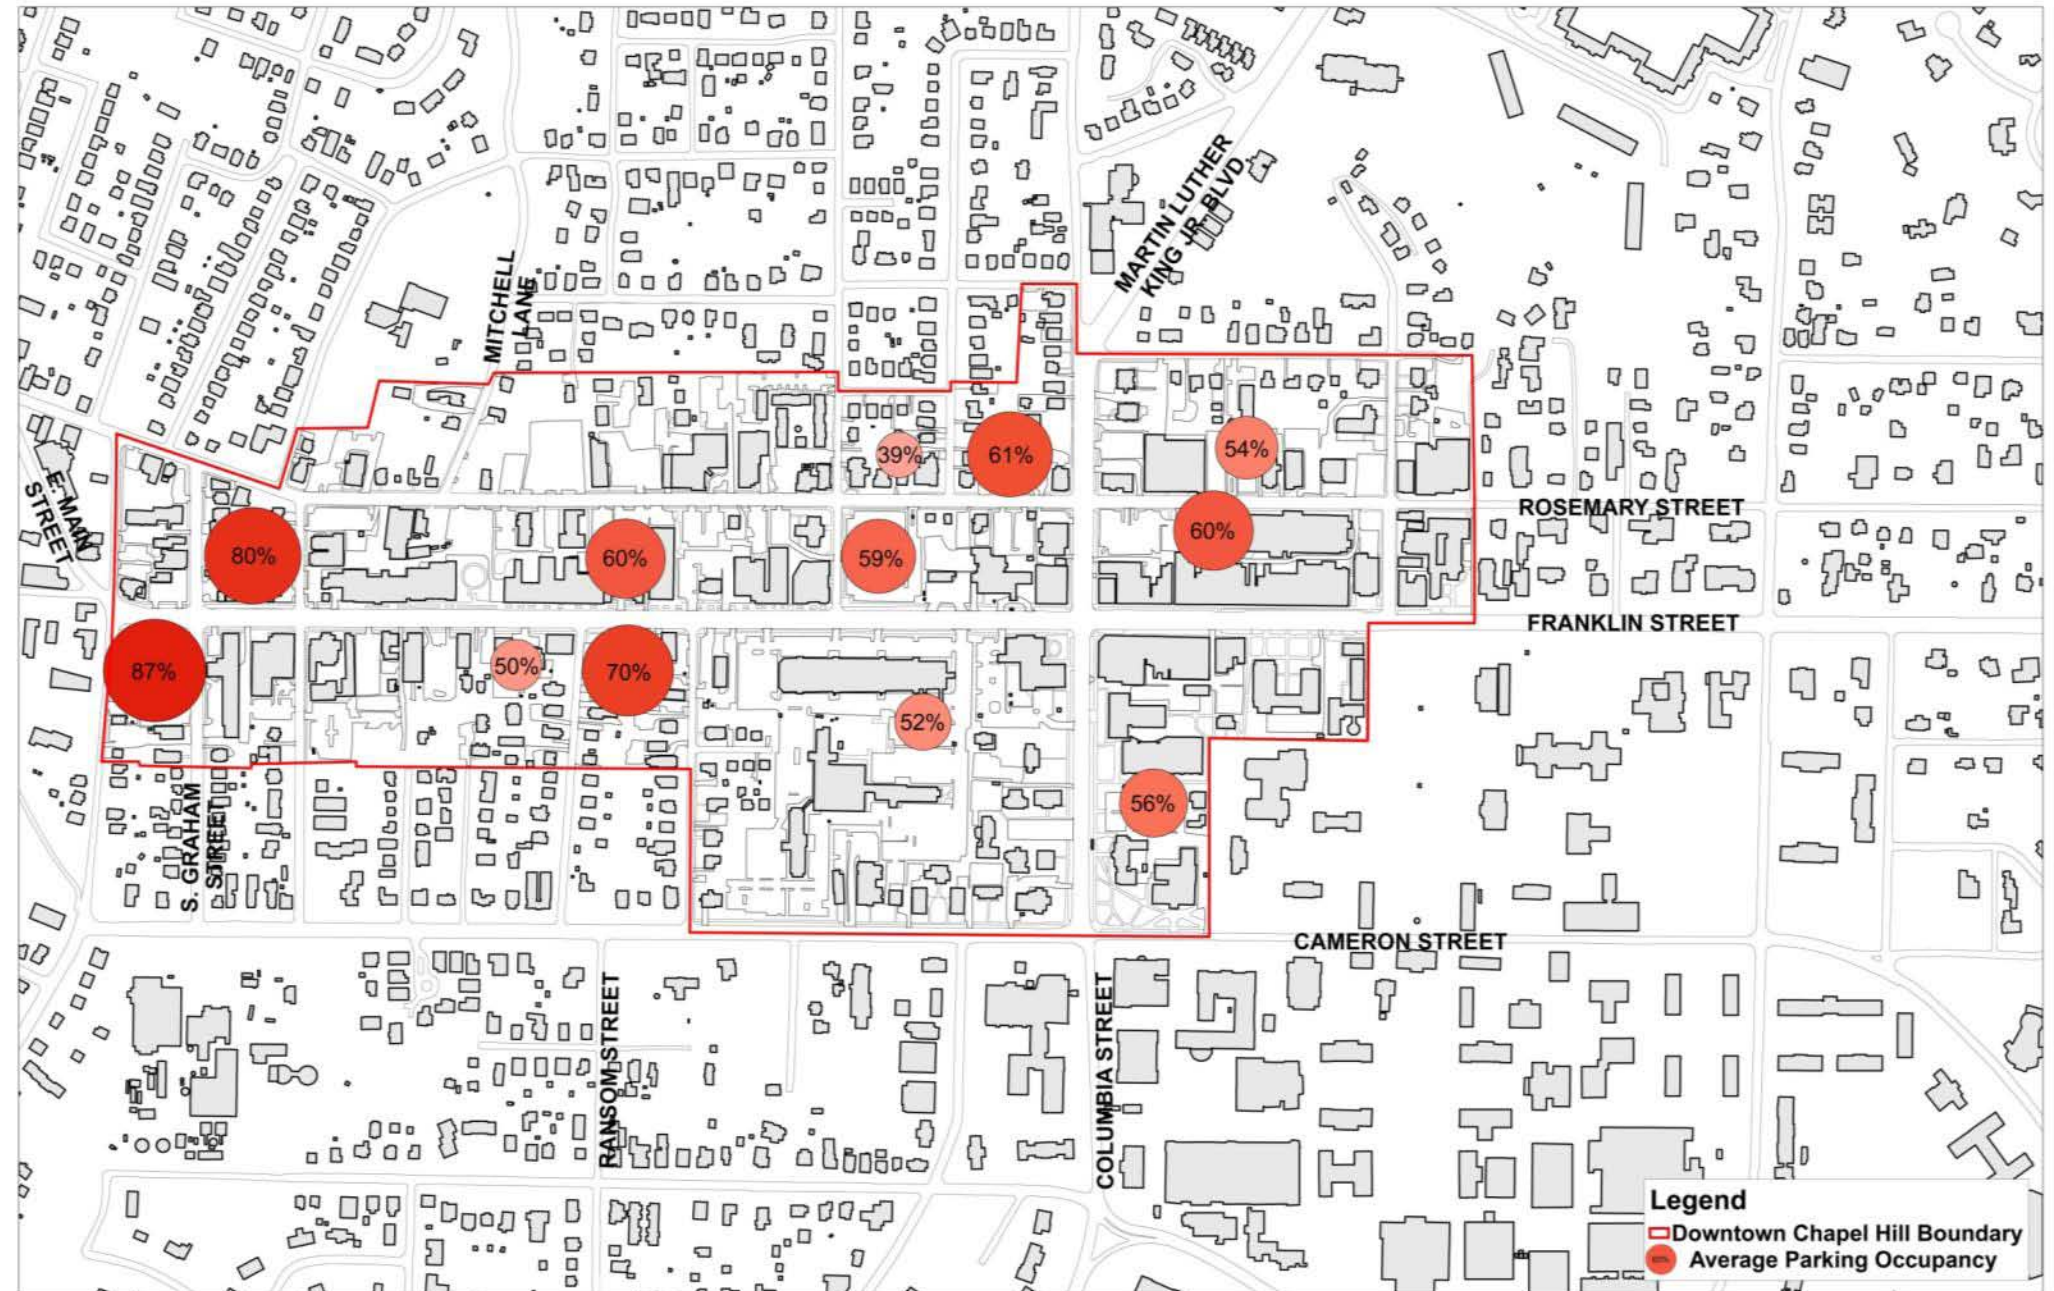 MARTIN LUTHER
KING JR. BLVD
MITCHELL
LANE
39%
61%
54%
E. MAIN
STREET
ROSEMARY STREET
80%
60%
59%
60%
FRANKLIN STREET
87%
50%
70%
52%
56%
S. GRAHAM
STREET
CAMERON STREET
RANSOM STREET
COLUMBIA STREET
Legend
Downtown Chapel Hill Boundary
Average Parking Occupancy